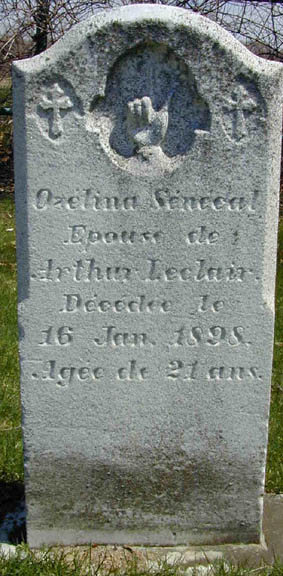 Ozélina Sénécal
Epouse de
Arthur Leclair.
Décédée le
16 Jan. 1898.
Agée de 21 ans.